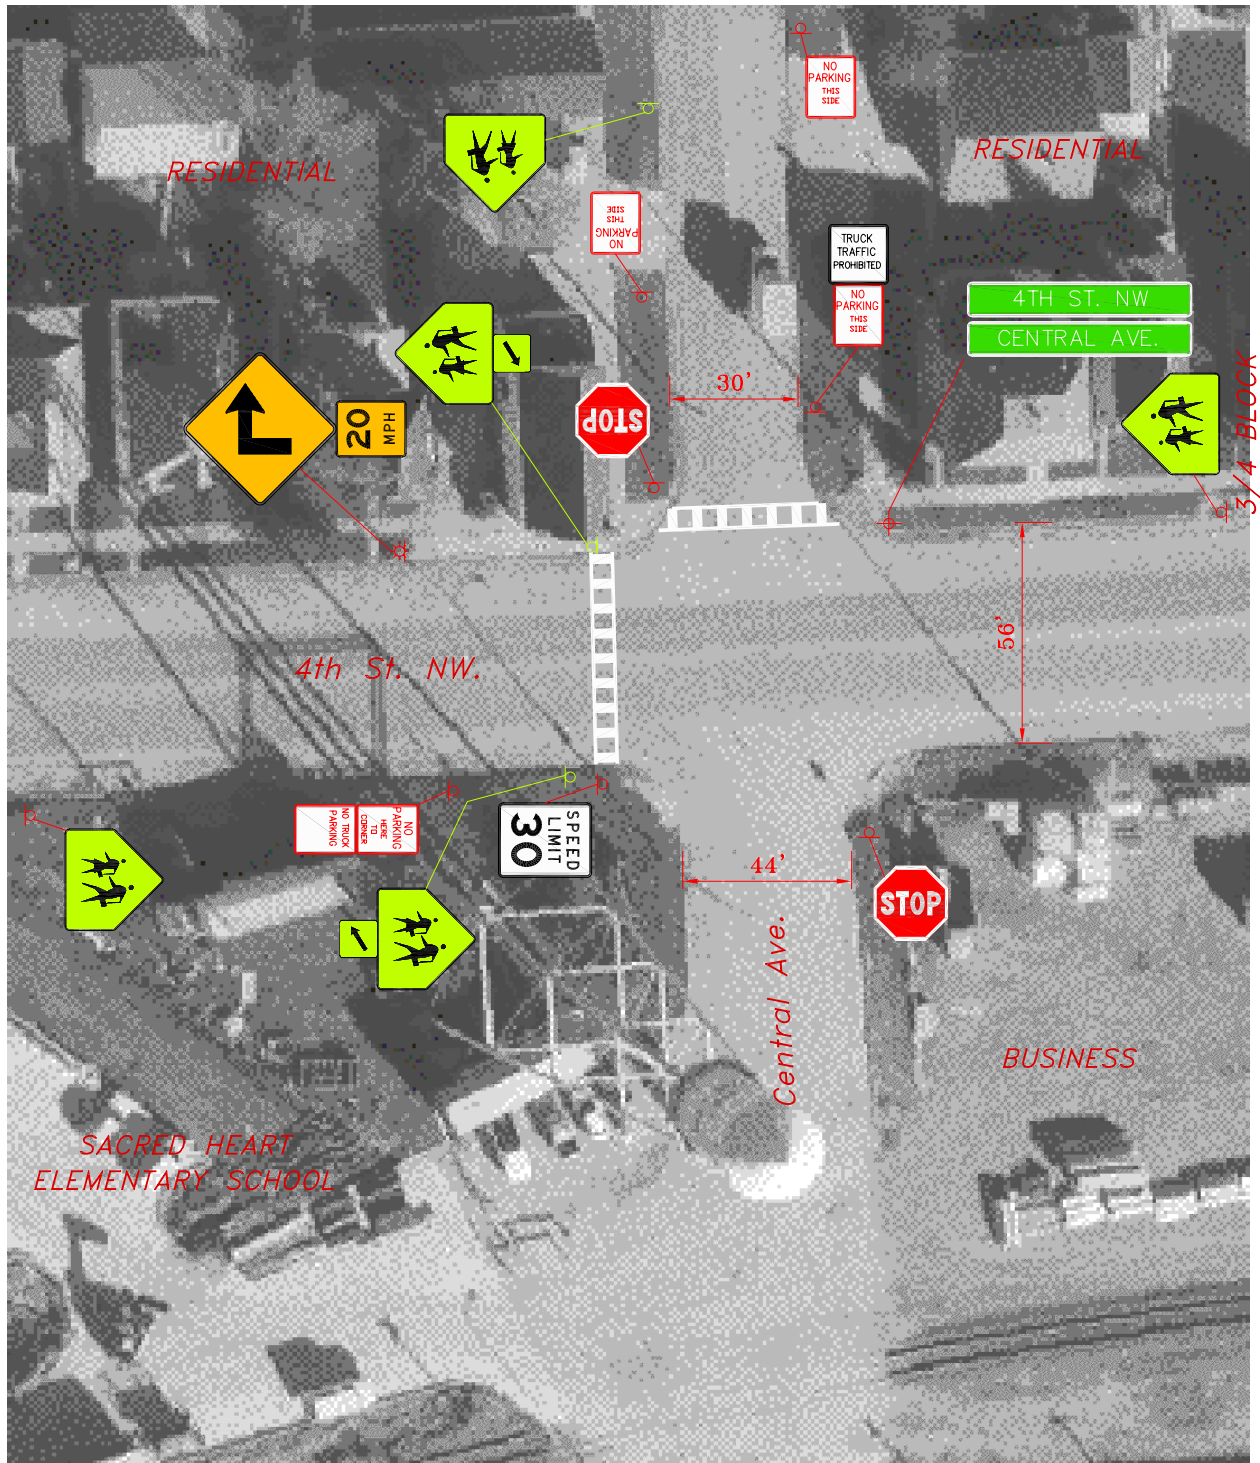 NO
PARKING
THIS
SIDE
RESIDENTIAL
RESIDENTIAL
NO
PARKING
THIS
SIDE
TRUCK
TRAFFIC
PROHIBITED
NO
PARKING
THIS
SIDE
4TH ST. NW
CENTRAL AVE.
3/4 BLOCK
20
MPH
STOP
30'
56'
4th St. NW.
NO TRUCK
PARKING
NO
PARKING
HERE
TO
CORNER
SPEED
LIMIT
30
44'
STOP
Central Ave.
BUSINESS
SACRED HEART
ELEMENTARY SCHOOL